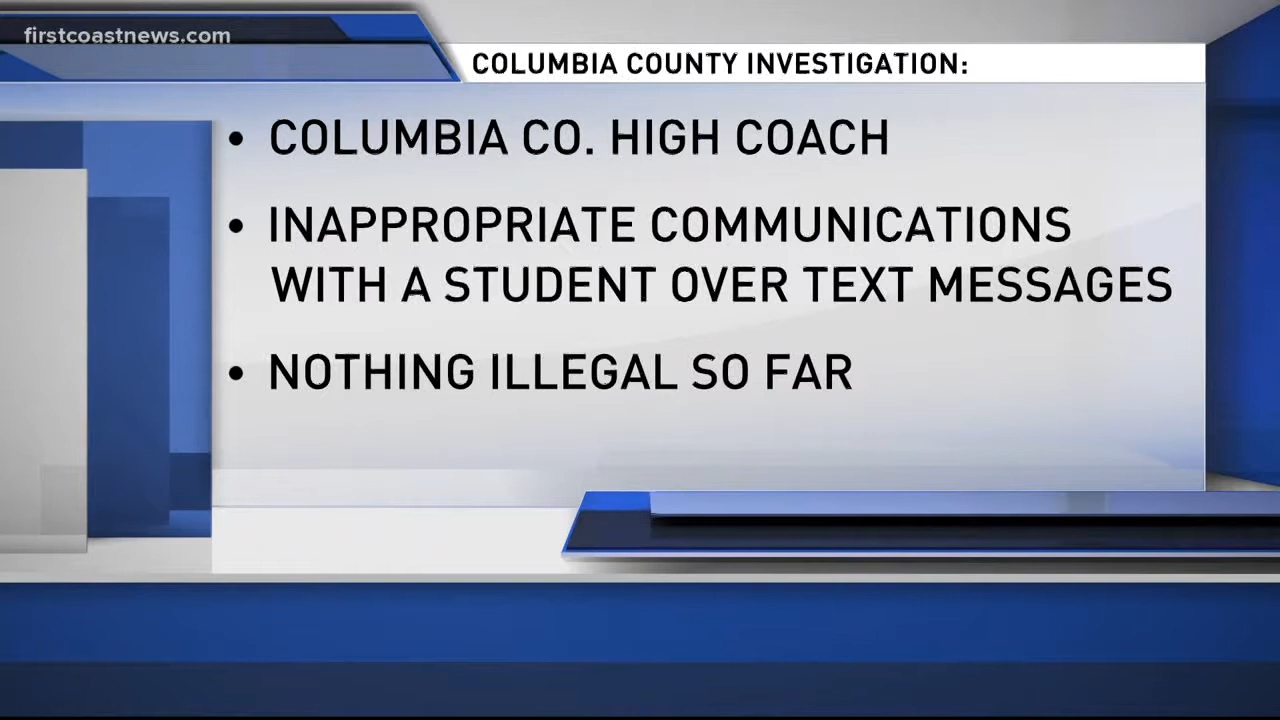 firstcoastnews.com
COLUMBIA COUNTY INVESTIGATION:
• COLUMBIA CO. HIGH COACH
• INAPPROPRIATE COMMUNICATIONS
WITH A STUDENT OVER TEXT MESSAGES
• NOTHING ILLEGAL SO FAR